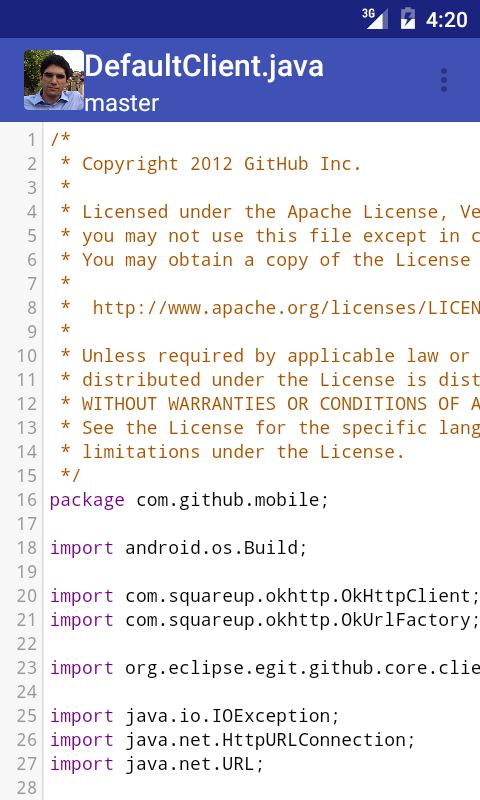 3G 4:20
DefaultClient.java
master
1 /*
2 * Copyright 2012 GitHub Inc.
3 *
4 * Licensed under the Apache License, Ve
5 * you may not use this file except in c
6 * You may obtain a copy of the License
7 *
8 * http://www.apache.org/licenses/LICEN
9 *
10 * Unless required by applicable law or
11 * distributed under the License is dist
12 * WITHOUT WARRANTIES OR CONDITIONS OF A
13 * See the License for the specific lang
14 * limitations under the License.
15 */
16 package com.github.mobile;
17
18 import android.os.Build;
19
20 import com.squareup.okhttp.OkHttpClient;
21 import com.squareup.okhttp.OkUrlFactory;
22
23 import org.eclipse.egit.github.core.clie
24
25 import java.io.IOException;
26 import java.net.HttpURLConnection;
27 import java.net.URL;
28